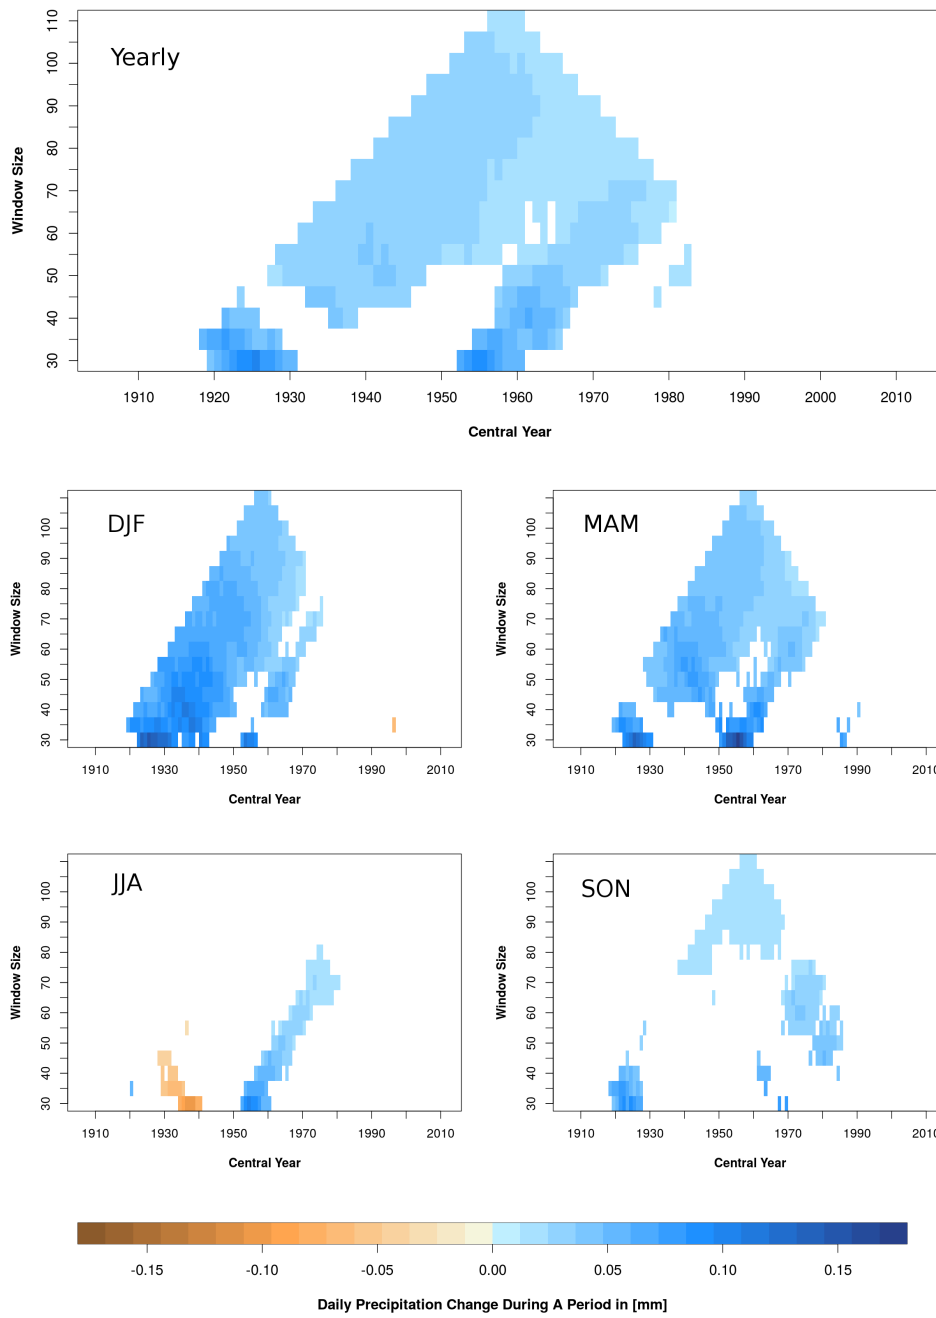 Yearly
Window Size
30 40 50 60 70 80 90 100 110
1910 1920 1930 1940 1950 1960 1970 1980 1990 2000 2010
Central Year
DJF
Window Size
30 40 50 60 70 80 90 100
1910 1930 1950 1970 1990 2010
Central Year
MAM
Window Size
30 40 50 60 70 80 90 100
1910 1930 1950 1970 1990 2010
Central Year
JJA
Window Size
30 40 50 60 70 80 90 100
1910 1930 1950 1970 1990 2010
Central Year
SON
Window Size
30 40 50 60 70 80 90 100
1910 1930 1950 1970 1990 2010
Central Year
-0.15 -0.10 -0.05 0.00 0.05 0.10 0.15
Daily Precipitation Change During A Period in [mm]